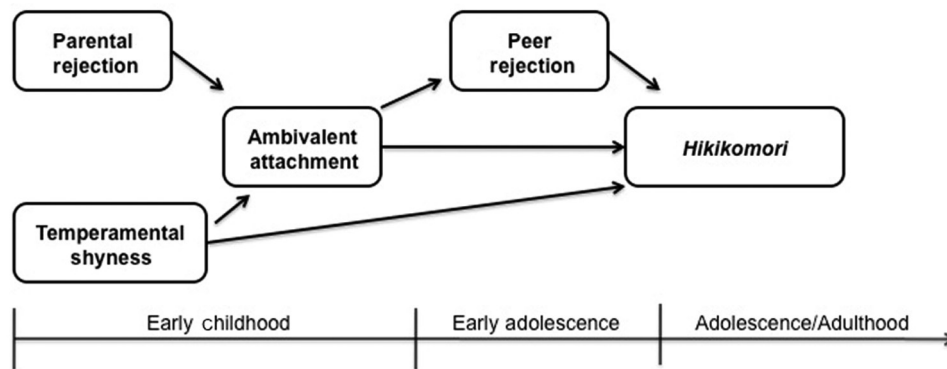 Parental
rejection
Peer
rejection
Ambivalent
attachment
Hikikomori
Temperamental
shyness
Early childhood
Early adolescence
Adolescence/Adulthood